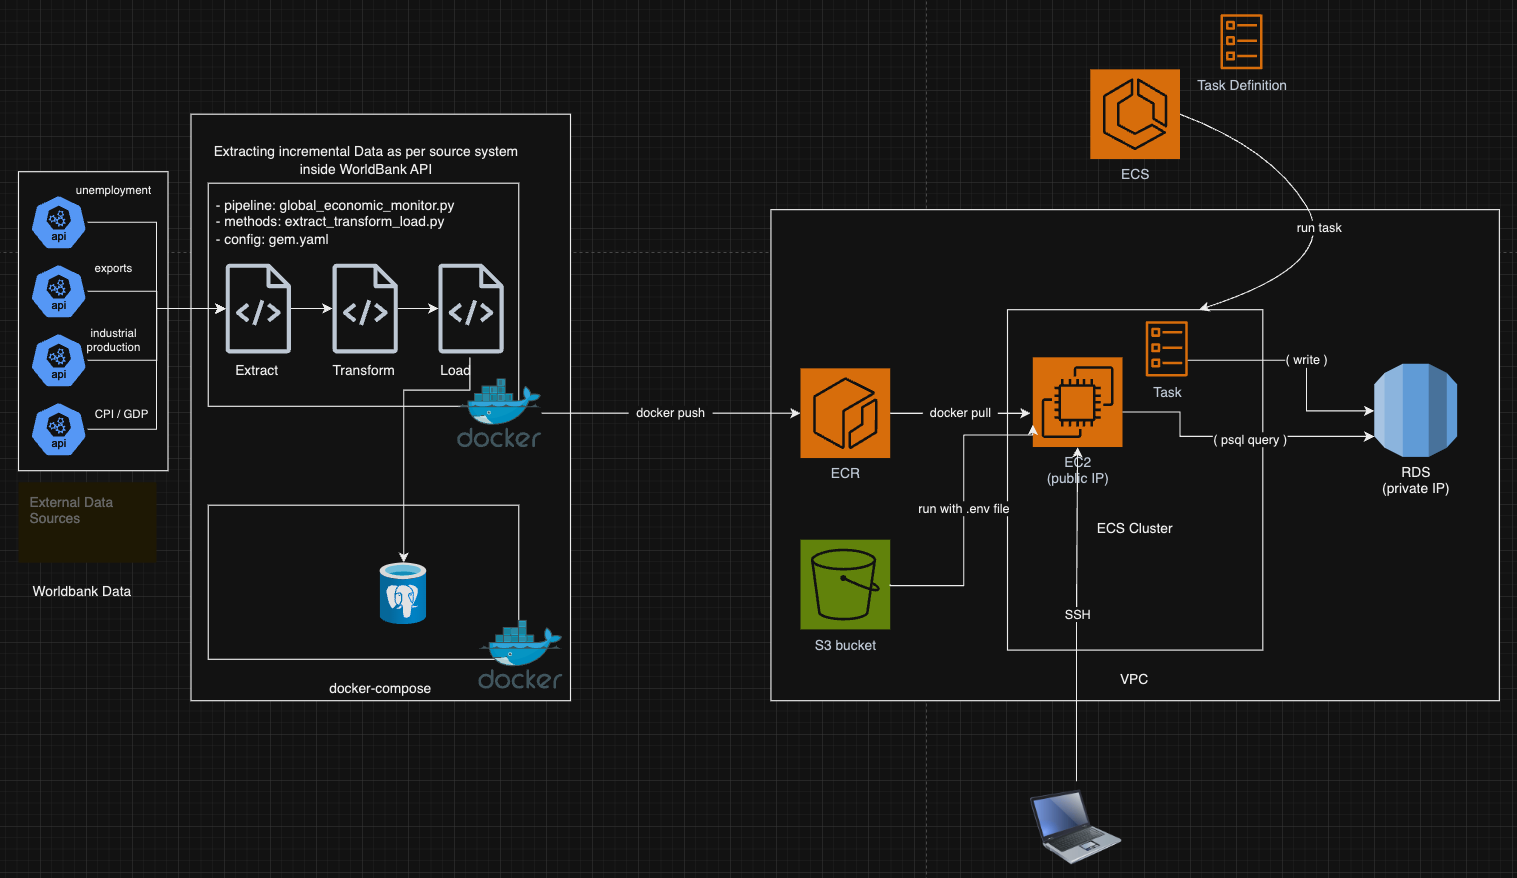 Task Definition
ECS
run task
Extracting incremental Data as per source system
inside WorldBank API
- pipeline: global_economic_monitor.py
- methods: extract_transform_load.py
- config: gem.yaml
Extract
Transform
Load
docker
docker
docker-compose
unemployment
api
exports
api
industrial
production
api
CPI / GDP
api
External Data
Sources
Worldbank Data
docker push
ECR
docker pull
S3 bucket
run with .env file
EC2
(public IP)
Task
ECS Cluster
SSH
VPC
( write )
( psql query )
RDS
(private IP)